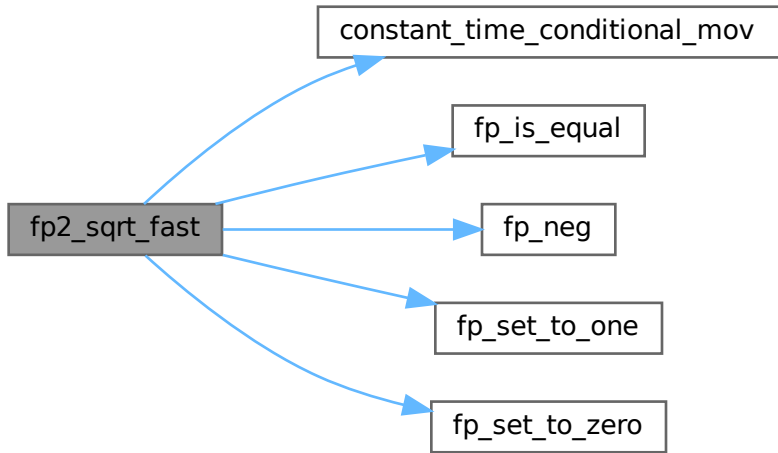 constant_time_conditional_mov
fp_is_equal
fp2_sqrt_fast
fp_neg
fp_set_to_one
fp_set_to_zero